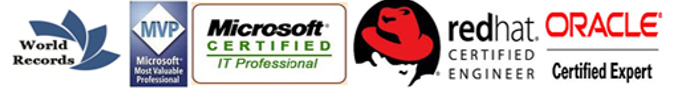 World
Records
MVP
Microsoft®
Most Valuable
Professional
Microsoft®
CERTIFIED
IT Professional
redhat.
CERTIFIED
ENGINEER
ORACLE®
Certified Expert